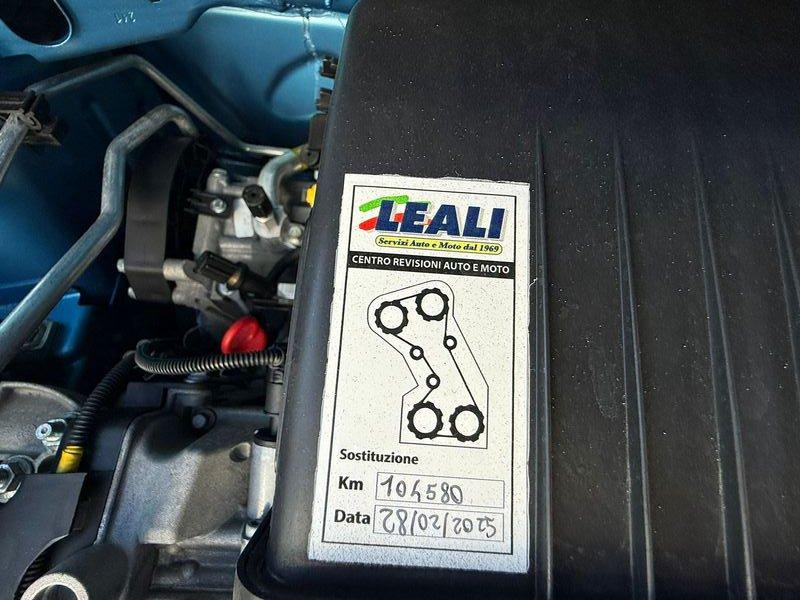 LEALI
Servizi Auto e Moto dal 1969
CENTRO REVISIONI AUTO E MOTO
Sostituzione
Km 104580
Data 28/02/2025